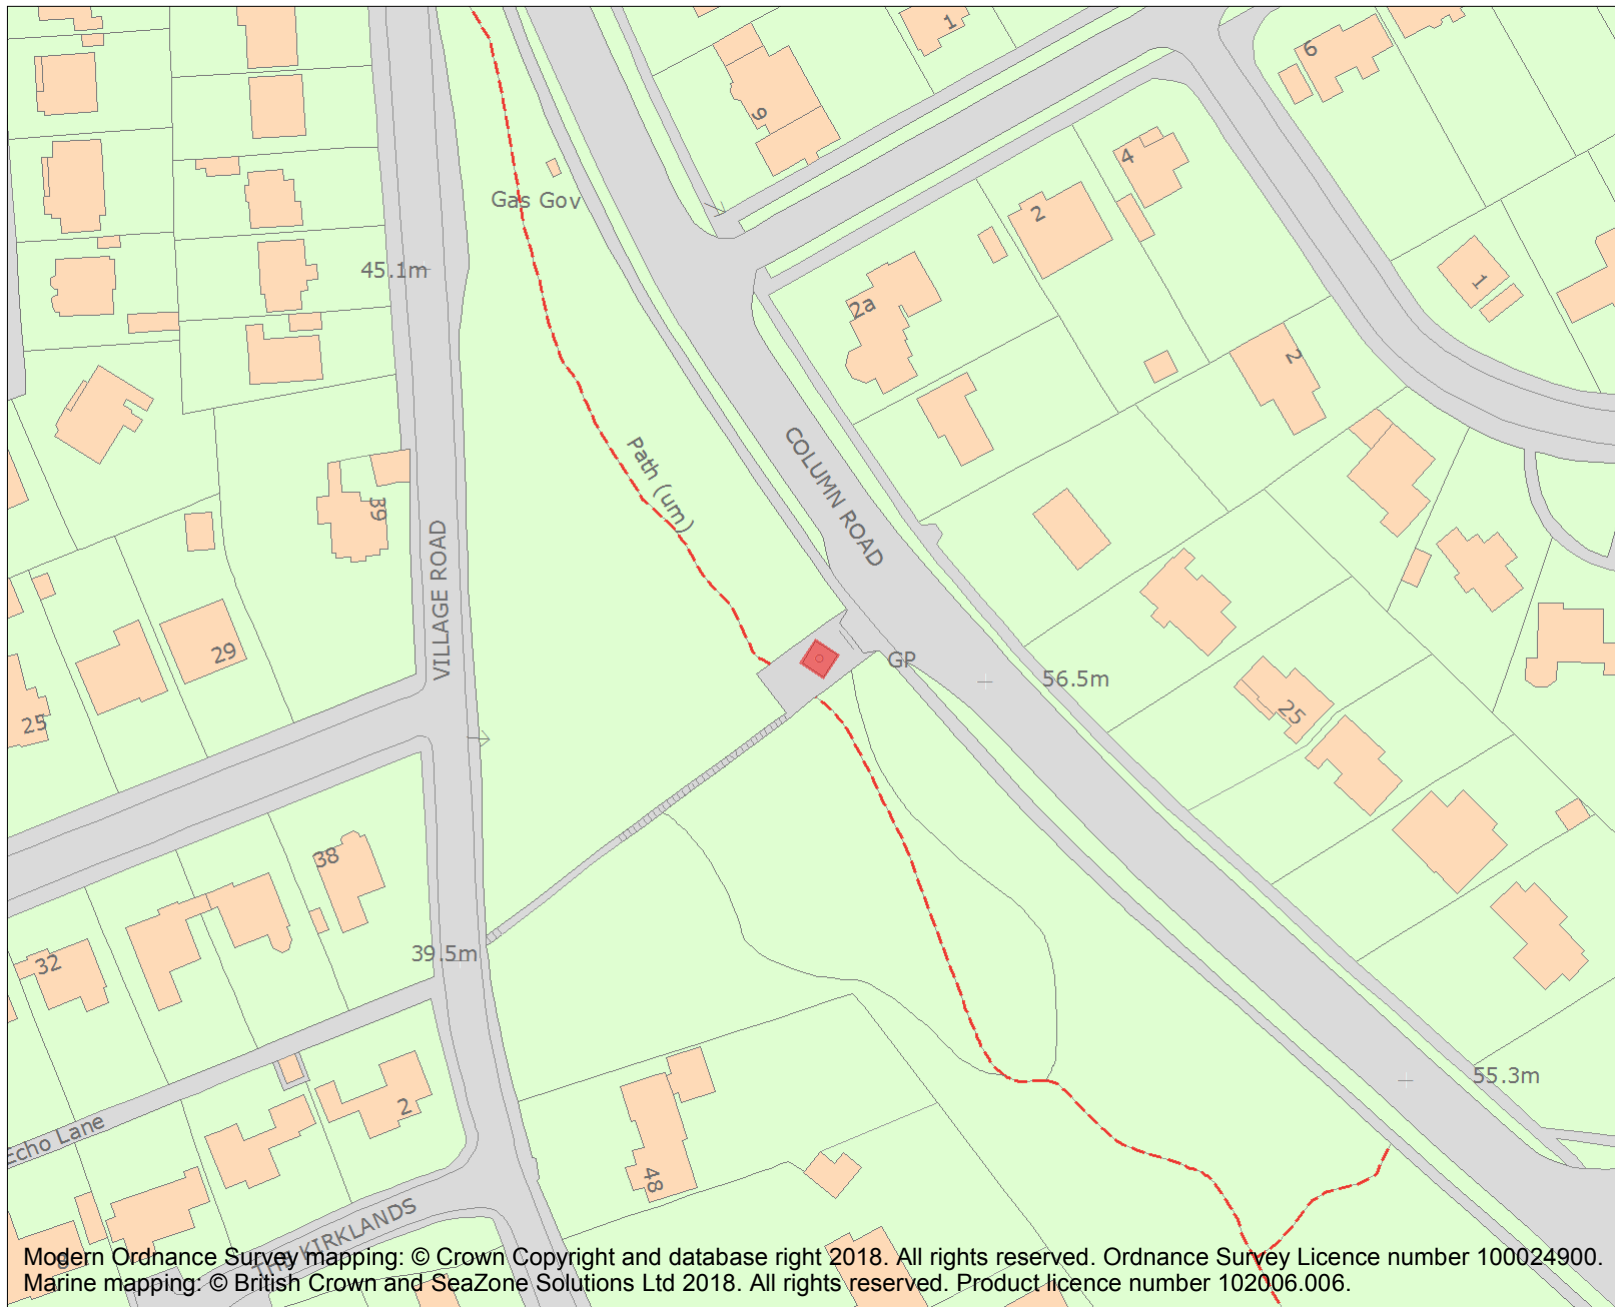 1
6
9
4
2
Gas Gov
1
45.1m
2a
2
Path (um)
COLUMN ROAD
39
VILLAGE ROAD
29
GP
56.5m
25
25
38
39.5m
32
55.3m
2
Echo Lane
48
THE KIRKLANDS
Modern Ordnance Survey mapping: © Crown Copyright and database right 2018. All rights reserved. Ordnance Survey Licence number 100024900.
Marine mapping: © British Crown and SeaZone Solutions Ltd 2018. All rights reserved. Product licence number 102006.006.